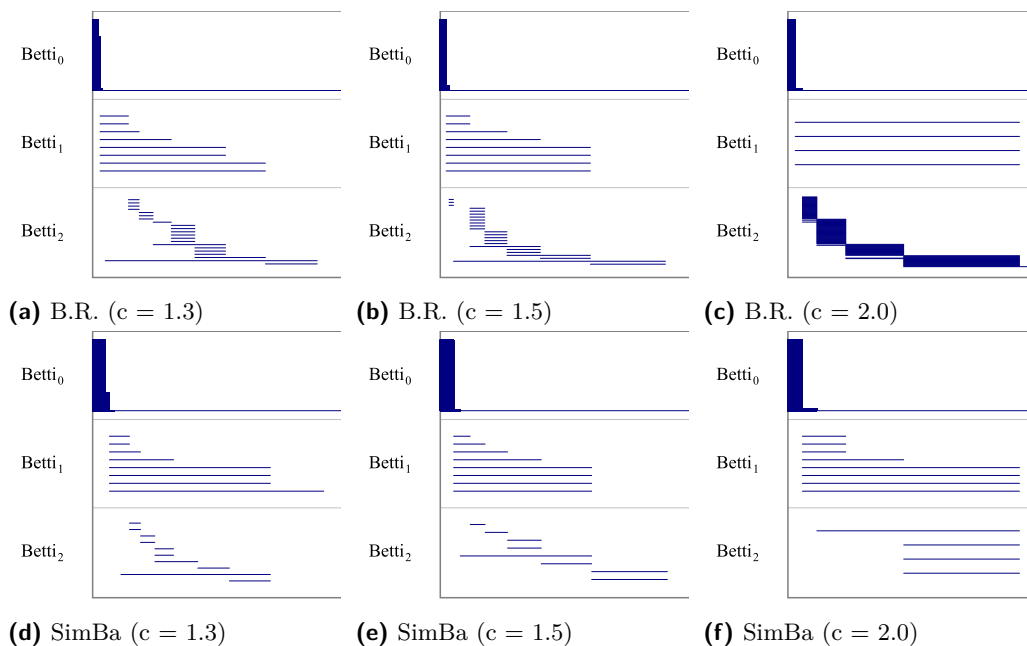 Betti₀ Betti₀ Betti₀
Betti₁ Betti₁ Betti₁
Betti₂ Betti₂ Betti₂
(a) B.R. (c = 1.3) (b) B.R. (c = 1.5) (c) B.R. (c = 2.0)
Betti₀ Betti₀ Betti₀
Betti₁ Betti₁ Betti₁
Betti₂ Betti₂ Betti₂
(d) SimBa (c = 1.3) (e) SimBa (c = 1.5) (f) SimBa (c = 2.0)